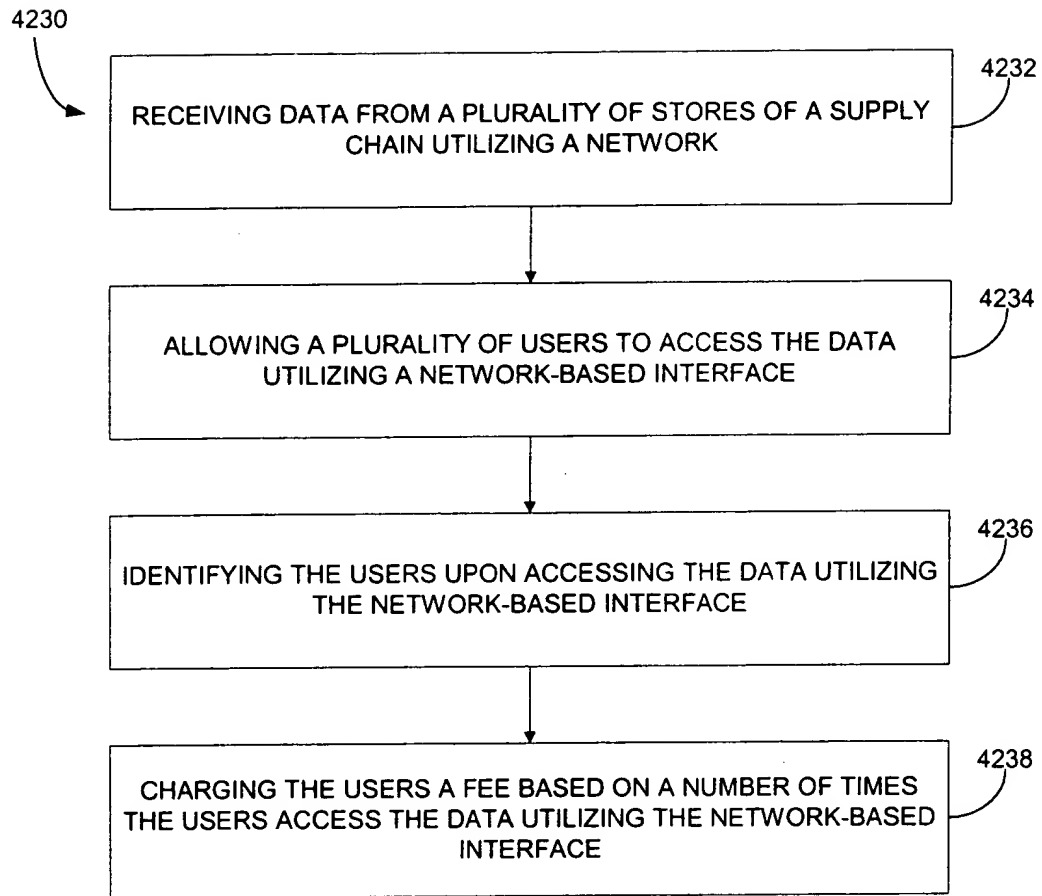 4230
4232
RECEIVING DATA FROM A PLURALITY OF STORES OF A SUPPLY
CHAIN UTILIZING A NETWORK
4234
ALLOWING A PLURALITY OF USERS TO ACCESS THE DATA
UTILIZING A NETWORK-BASED INTERFACE
4236
IDENTIFYING THE USERS UPON ACCESSING THE DATA UTILIZING
THE NETWORK-BASED INTERFACE
4238
CHARGING THE USERS A FEE BASED ON A NUMBER OF TIMES
THE USERS ACCESS THE DATA UTILIZING THE NETWORK-BASED
INTERFACE